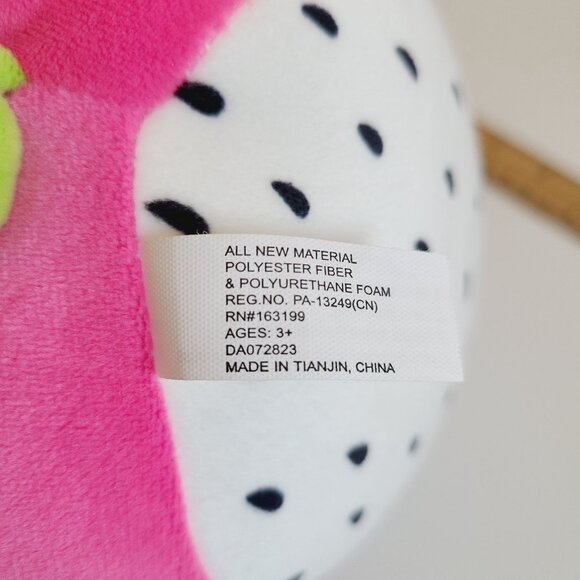 ALL NEW MATERIAL
POLYESTER FIBER
& POLYURETHANE FOAM
REG.NO. PA-13249(CN)
RN#163199
AGES: 3+
DA072823
MADE IN TIANJIN, CHINA